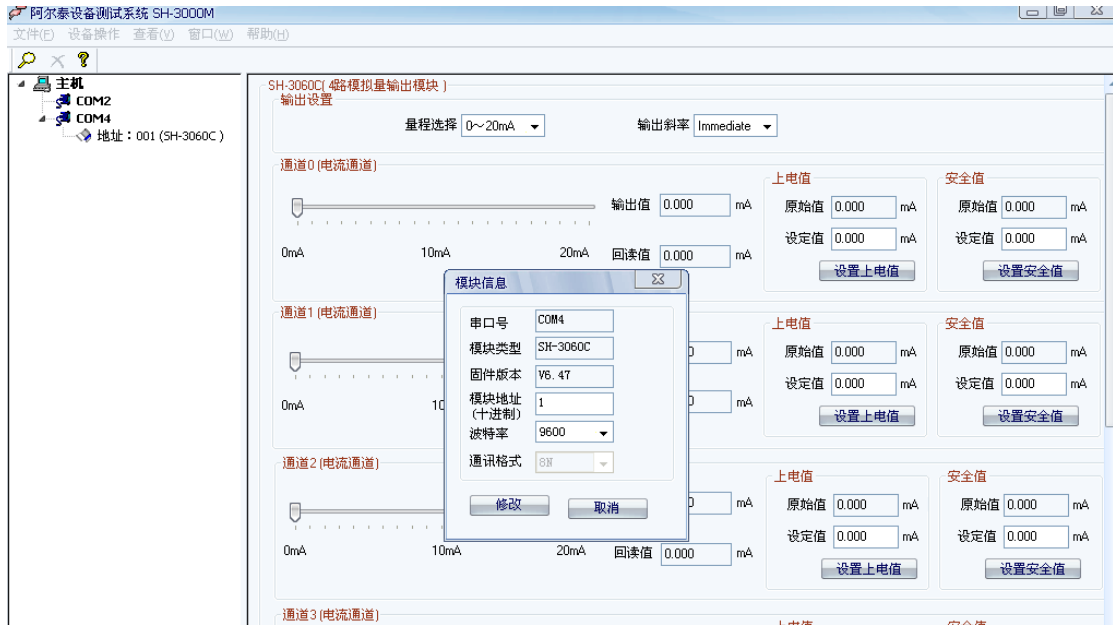 阿尔泰设备测试系统 SH-3000M
文件(F) 设备操作 查看(V) 窗口(W) 帮助(H)
主机
COM2
COM4
地址：001 (SH-3060C )
SH-3060C( 4路模拟量输出模块 )
输出设置
量程选择 0～20mA 输出斜率 Immediate
通道0 (电流通道)
输出值 0.000 mA
0mA 10mA 20mA
回读值 0.000 mA
上电值
原始值 0.000 mA
设定值 0.000 mA
设置上电值
安全值
原始值 0.000 mA
设定值 0.000 mA
设置安全值
模块信息
串口号 COM4
模块类型 SH-3060C
固件版本 V6.47
模块地址 1
(十进制)
波特率 9600
通讯格式 8N
修改 取消
通道1 (电流通道)
mA
0mA
mA
上电值
原始值 0.000 mA
设定值 0.000 mA
设置上电值
安全值
原始值 0.000 mA
设定值 0.000 mA
设置安全值
通道2 (电流通道)
mA
0mA 10mA 20mA
回读值 0.000 mA
上电值
原始值 0.000 mA
设定值 0.000 mA
设置上电值
安全值
原始值 0.000 mA
设定值 0.000 mA
设置安全值
通道3 (电流通道)